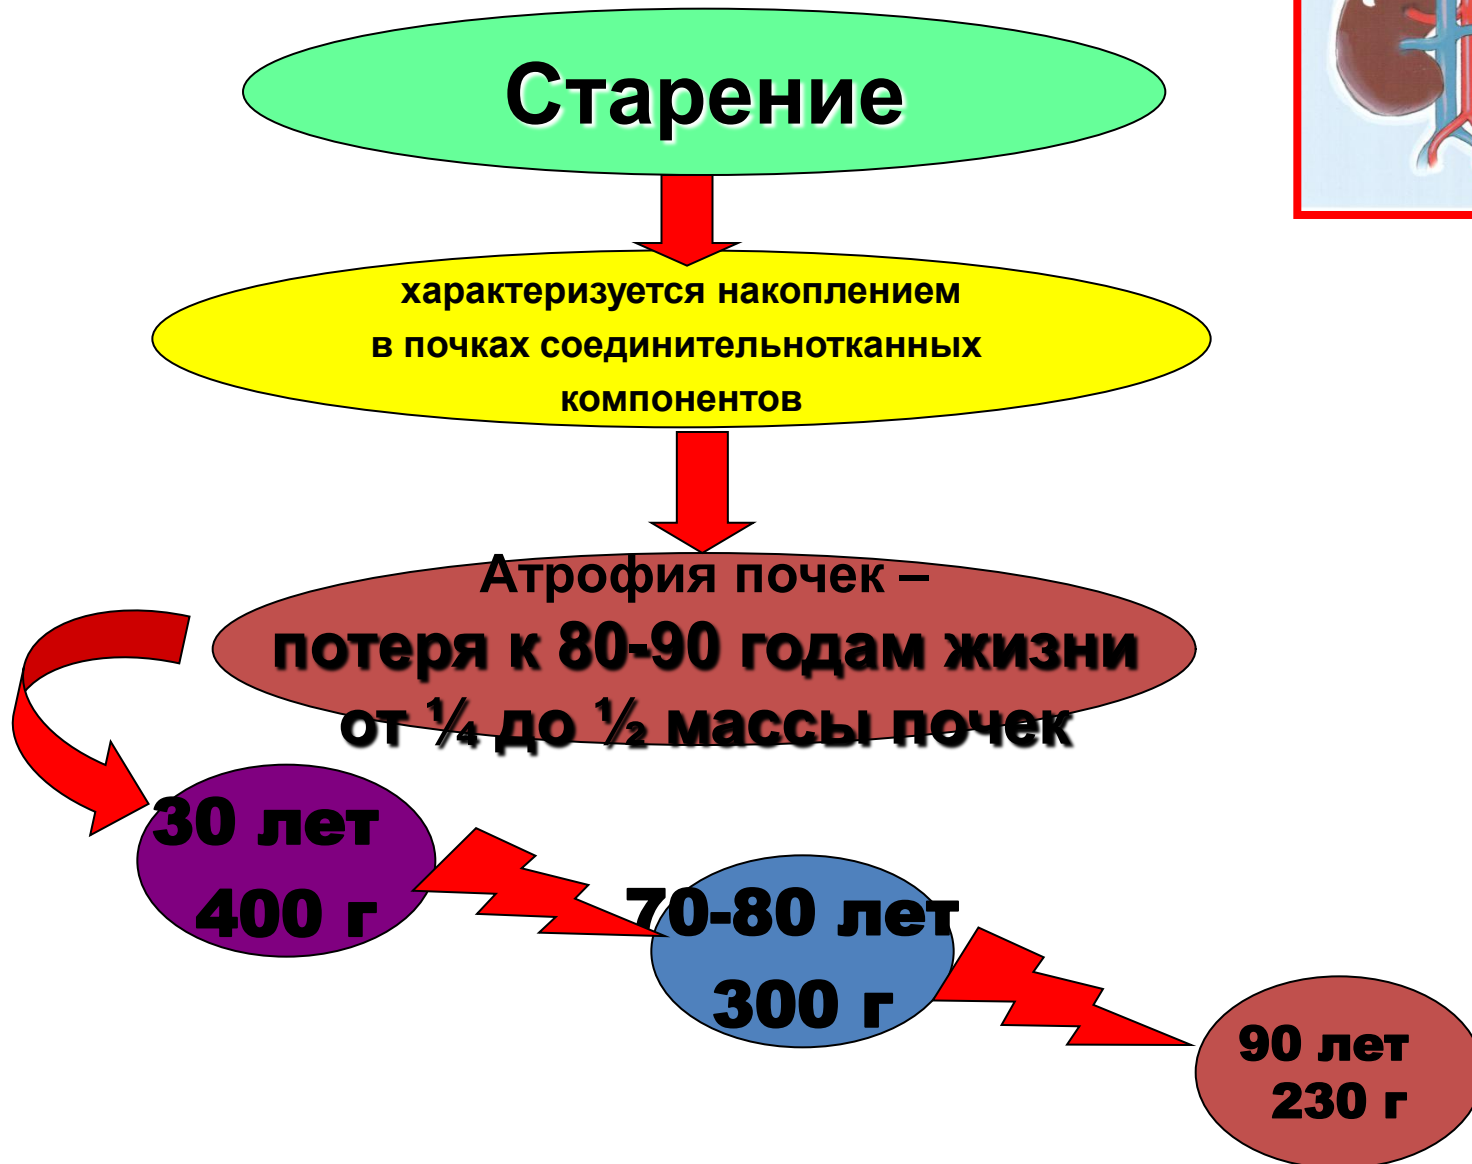 Старение
характеризуется накоплением
в почках соединительнотканных
компонентов
Атрофия почек –
потеря к 80-90 годам жизни
от ¼ до ½ массы почек
30 лет
400 г
70-80 лет
300 г
90 лет
230 г